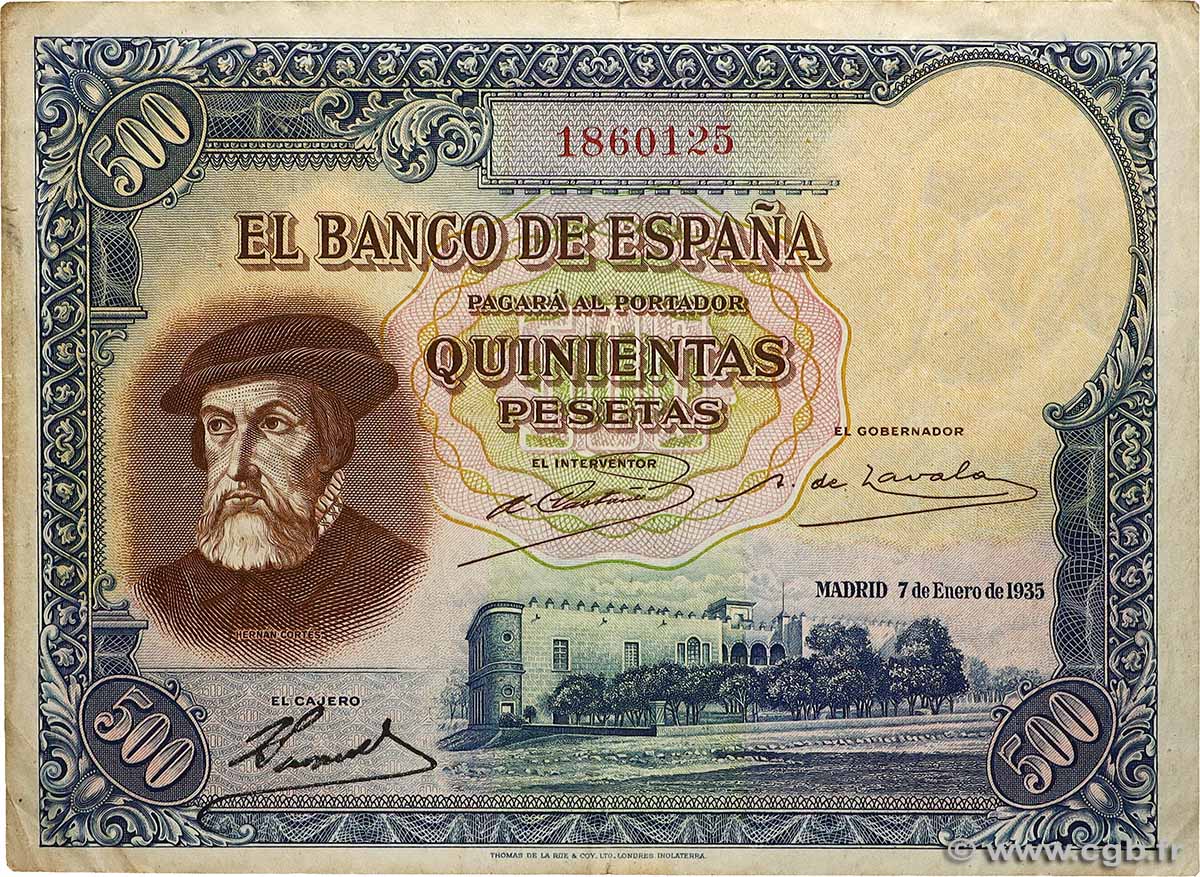 500
1860125
EL BANCO DE ESPAÑA
PAGARÁ AL PORTADOR
QUINIENTAS
PESETAS
EL GOBERNADOR
EL INTERVENTOR
de Zavala
MADRID 7 de Enero de 1935
HERNAN CORTES
EL CAJERO
500
500
THOMAS DE LA RUE & COY. LTD. LONDRES. INGLATERRA.
© www.cgb.fr